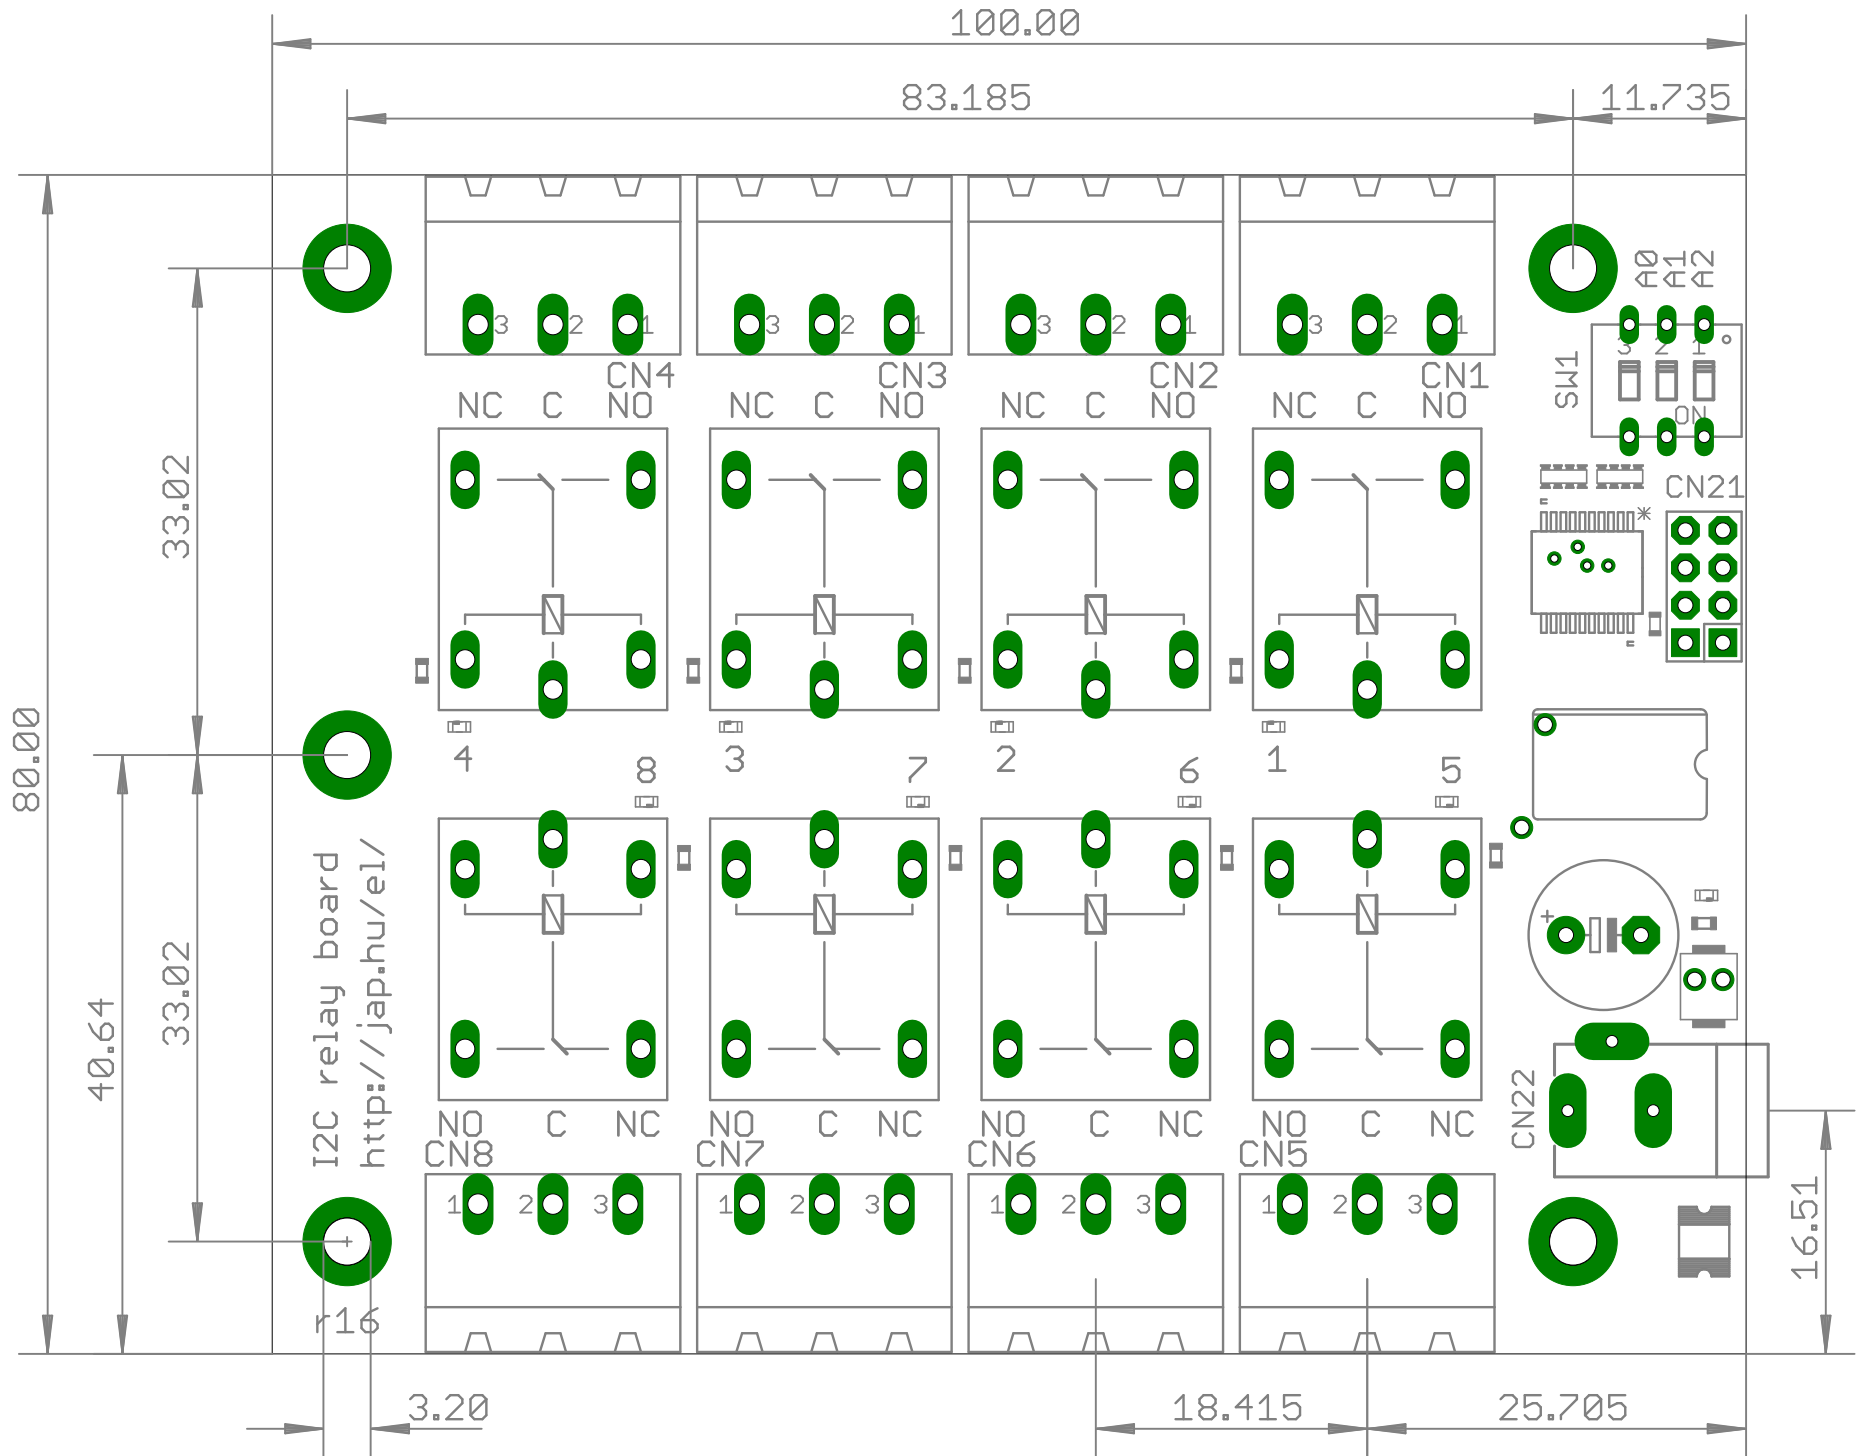 100.00
83.185 11.735
A0 A1 A2
3 2 1 3 2 1 3 2 1 3 2 1
3 2 1
CN4 CN3 CN2 CN1
SW1
NC C NO NC C NO NC C NO NC C NO
ON
CN21
33.02
*
80.00
4 3 2 1
8 7 6 5
I2C relay board
http://jap.hu/el/
+
33.02
40.64
CN22
NO C NC NO C NC NO C NC NO C NC
CN8 CN7 CN6 CN5
1 2 3 1 2 3 1 2 3 1 2 3
16.51
r16
3.20 18.415 25.705